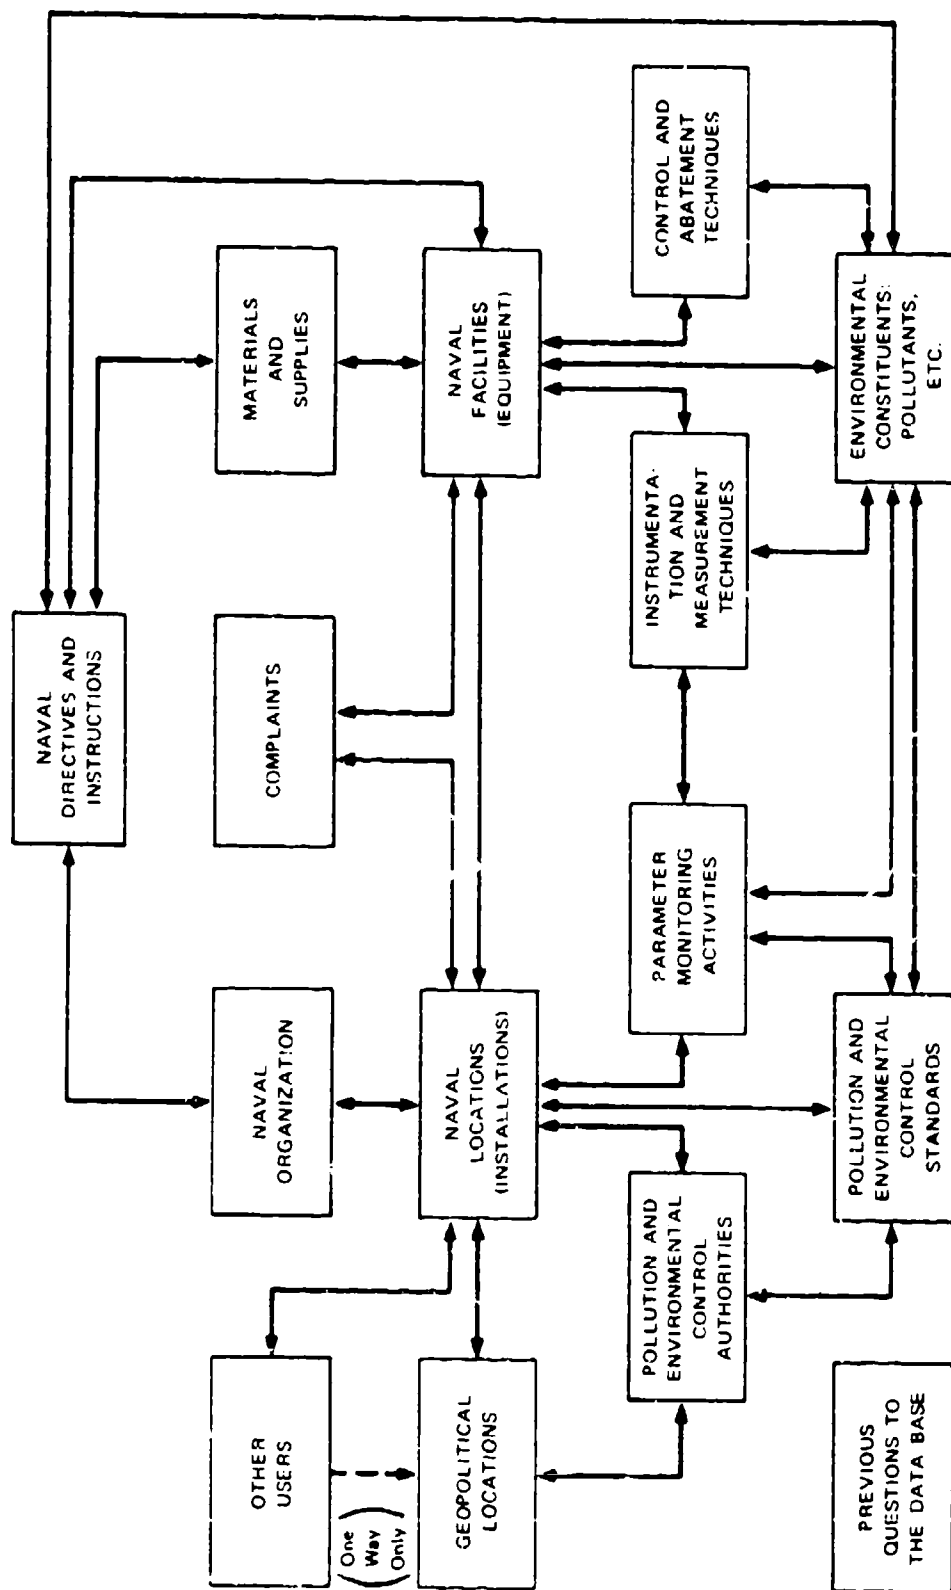 NAVAL
DIRECTIVES AND
INSTRUCTIONS
OTHER
USERS
NAVAL
ORGANIZATION
COMPLAINTS
MATERIALS
AND
SUPPLIES
(One
Way
Only)
GEOPOLITICAL
LOCATIONS
NAVAL
LOCATIONS
(INSTALLATIONS)
NAVAL
FACILITIES
(EQUIPMENT)
POLLUTION AND
ENVIRONMENTAL
CONTROL
AUTHORITIES
PARAMETER
MONITORING
ACTIVITIES
INSTRUMENTA-
TION AND
MEASUREMENT
TECHNIQUES
CONTROL AND
ABATEMENT
TECHNIQUES
PREVIOUS
QUESTIONS TO
THE DATA BASE
POLLUTION AND
ENVIRONMENTAL
CONTROL
STANDARDS
ENVIRONMENTAL
CONSTITUENTS:
POLLUTANTS,
ETC.